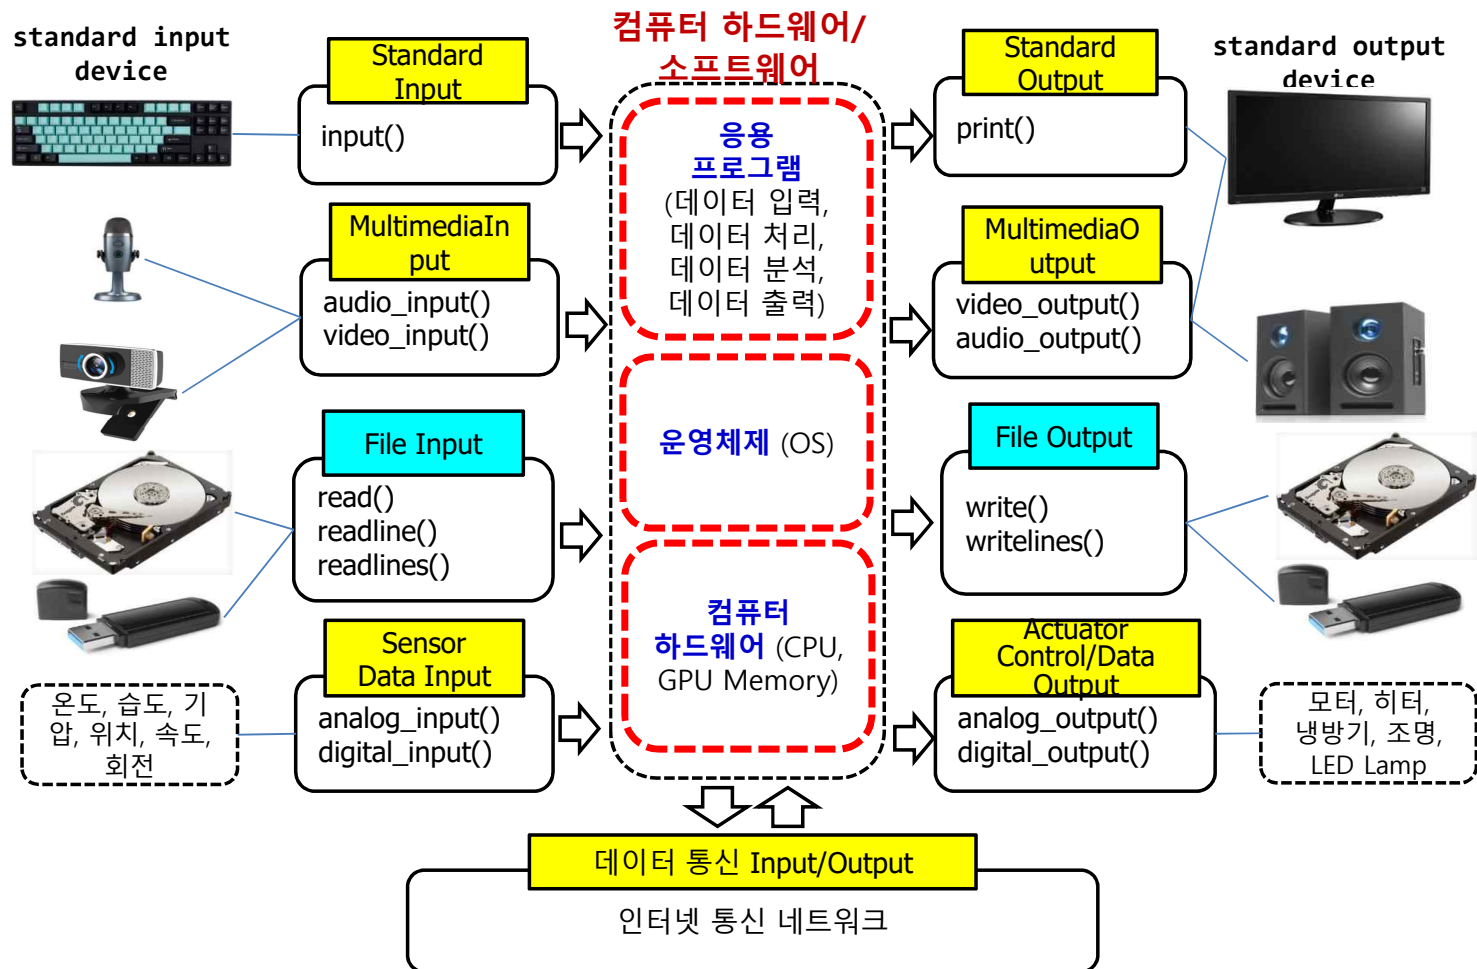 standard input
device
Standard
Input
input()
MultimediaIn
put
audio_input()
video_input()
File Input
read()
readline()
readlines()
Sensor
Data Input
analog_input()
digital_input()
온도, 습도, 기
압, 위치, 속도,
회전
컴퓨터 하드웨어/
소프트웨어
응용
프로그램
(데이터 입력,
데이터 처리,
데이터 분석,
데이터 출력)
운영체제 (OS)
컴퓨터
하드웨어 (CPU,
GPU Memory)
Standard
Output
print()
standard output
device
MultimediaO
utput
video_output()
audio_output()
File Output
write()
writelines()
Actuator
Control/Data
Output
analog_output()
digital_output()
모터, 히터,
냉방기, 조명,
LED Lamp
데이터 통신 Input/Output
인터넷 통신 네트워크